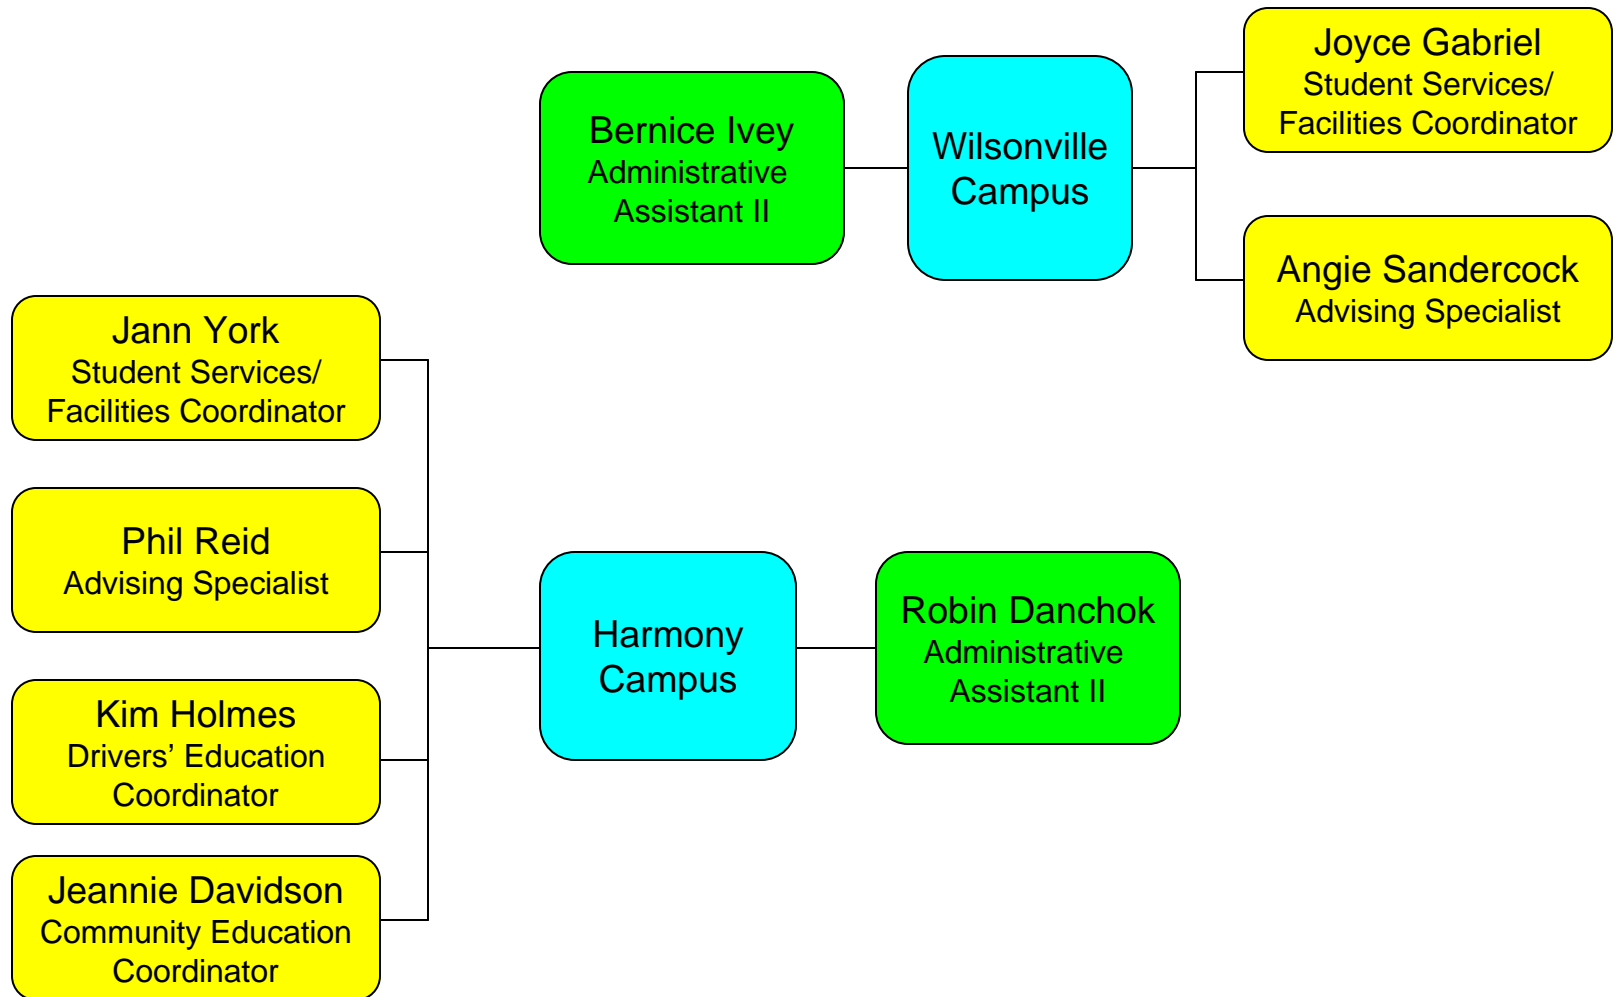 Joyce Gabriel
Student Services/
Facilities Coordinator
Bernice Ivey
Administrative
Assistant II
Wilsonville
Campus
Angie Sandercock
Advising Specialist
Jann York
Student Services/
Facilities Coordinator
Phil Reid
Advising Specialist
Harmony
Campus
Robin Danchok
Administrative
Assistant II
Kim Holmes
Drivers’ Education
Coordinator
Jeannie Davidson
Community Education
Coordinator